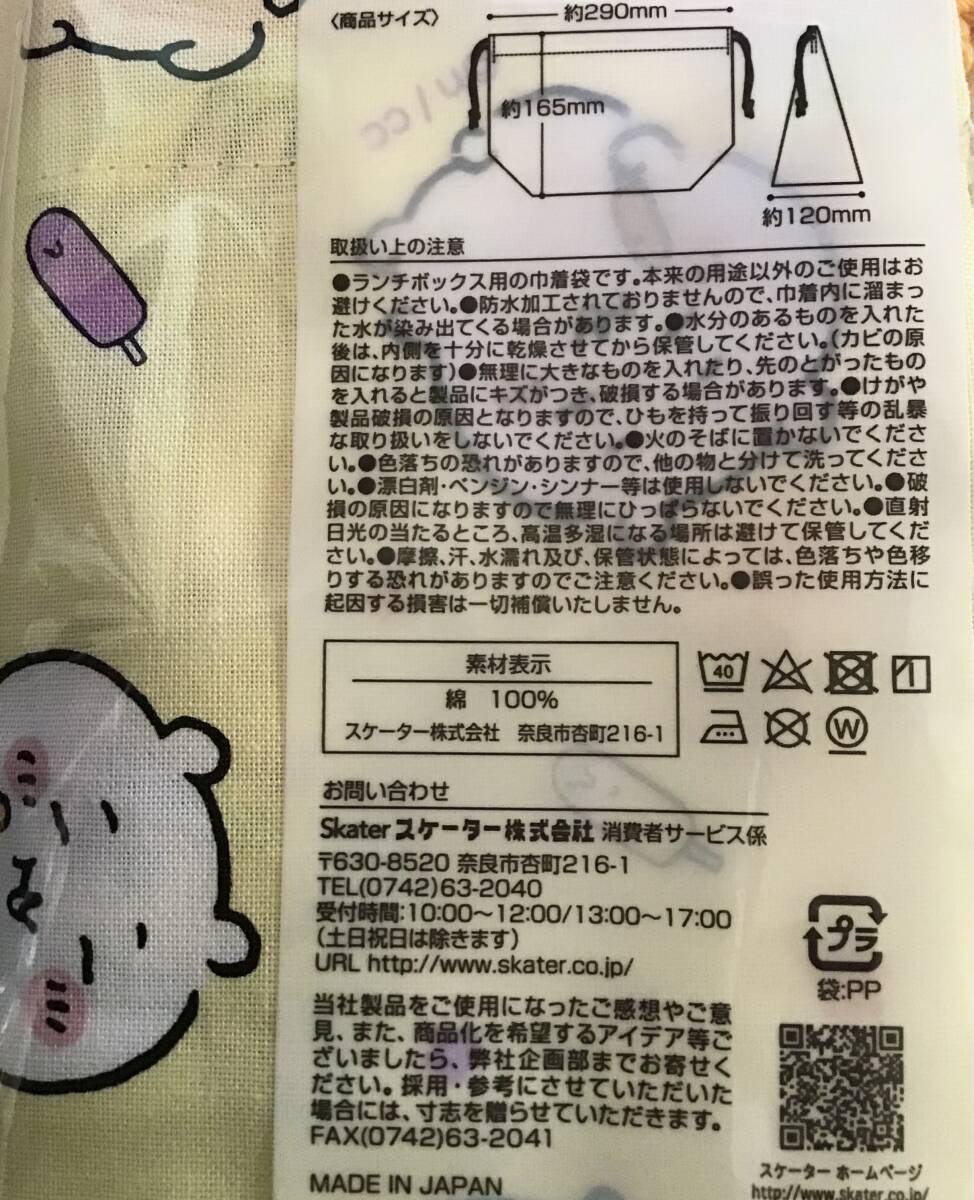 〈商品サイズ〉
約290mm
約165mm
約120mm
取扱い上の注意
●ランチボックス用の巾着袋です。本来の用途以外のご使用はお
避けください。●防水加工されておりませんので、巾着内に溜まっ
た水が染み出てくる場合があります。●水分のあるものを入れた
後は、内側を十分に乾燥させてから保管してください。(カビの原
因になります)●無理に大きなものを入れたり、先のとがったもの
を入れると製品にキズがつき、破損する場合があります。●けがや
製品破損の原因となりますので、ひもを持って振り回す等の乱暴
な取り扱いをしないでください。●火のそばに置かないでくださ
い。●色落ちの恐れがありますので、他の物と分けて洗ってくださ
い。●漂白剤・ベンジン・シンナー等は使用しないでください。●破
損の原因になりますので無理にひっぱらないでください。●直射
日光の当たるところ、高温多湿になる場所は避けて保管してくだ
さい。●摩擦、汗、水濡れ及び、保管状態によっては、色落ちや色移
りする恐れがありますのでご注意ください。●誤った使用方法に
起因する損害は一切補償いたしません。
素材表示
綿 100%
スケーター株式会社 奈良市杏町216-1
40
W
お問い合わせ
Skater スケーター株式会社 消費者サービス係
〒630-8520 奈良市杏町216-1
TEL(0742)63-2040
受付時間:10:00〜12:00/13:00〜17:00
(土日祝日は除きます)
URL http://www.skater.co.jp/
プラ
袋:PP
当社製品をご使用になったご感想やご意
見、また、商品化を希望するアイデア等ご
ざいましたら、弊社企画部までお寄せく
ださい。採用・参考にさせていただいた
場合には、寸志を贈らせていただきます。
FAX(0742)63-2041
MADE IN JAPAN
スケーター ホームページ
http://www.skater.co.jp/